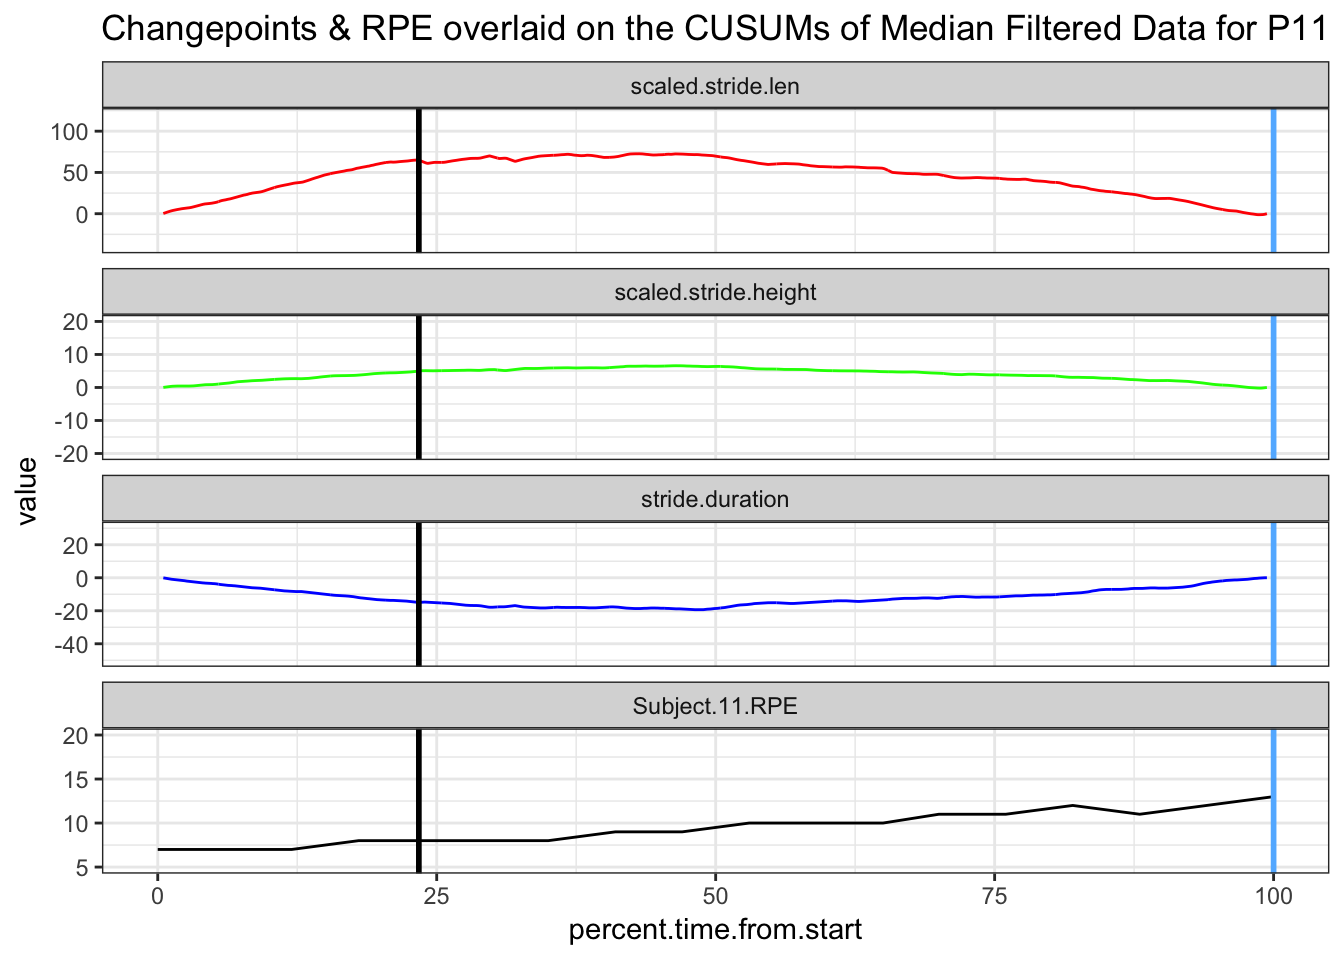 Changepoints & RPE overlaid on the CUSUMs of Median Filtered Data for P11
scaled.stride.len
100
50
0
scaled.stride.height
20
10
0
-10
-20
value
stride.duration
20
0
-20
-40
Subject.11.RPE
20
15
10
5
0 25 50 75 100
percent.time.from.start